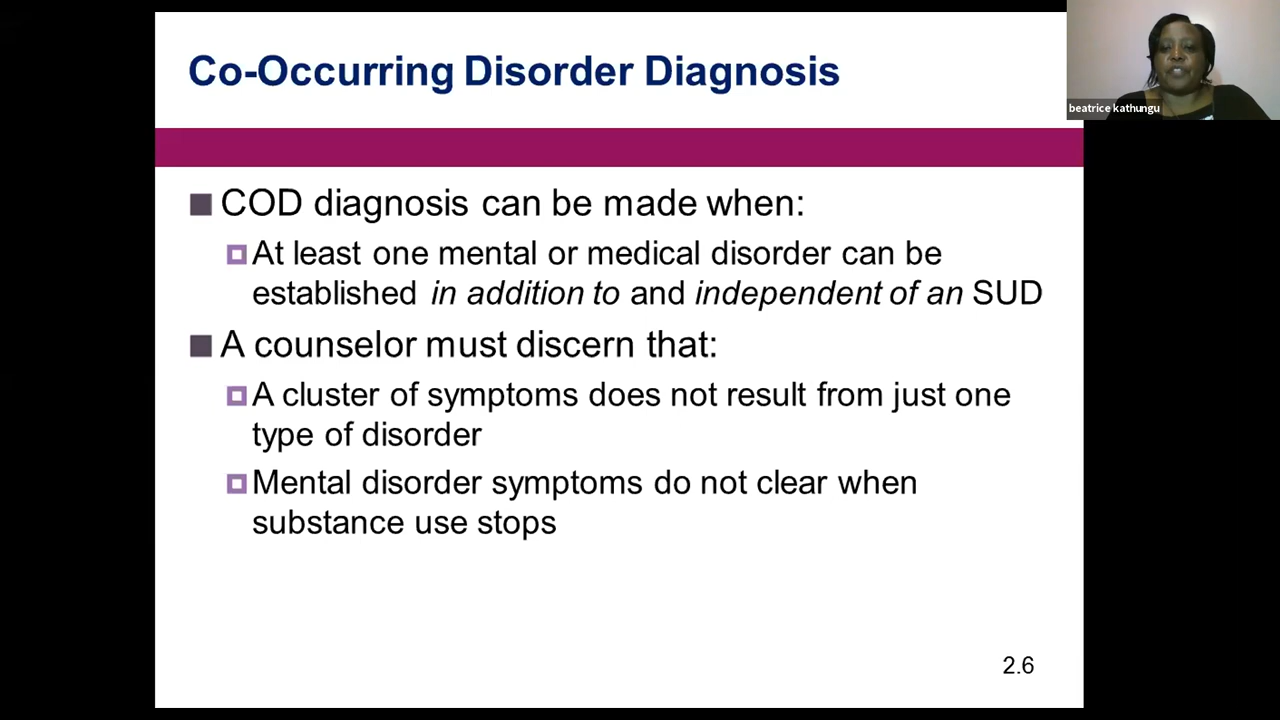 Co-Occurring Disorder Diagnosis
beatrice kathungu
COD diagnosis can be made when:
At least one mental or medical disorder can be
established in addition to and independent of an SUD
A counselor must discern that:
A cluster of symptoms does not result from just one
type of disorder
Mental disorder symptoms do not clear when
substance use stops
2.6